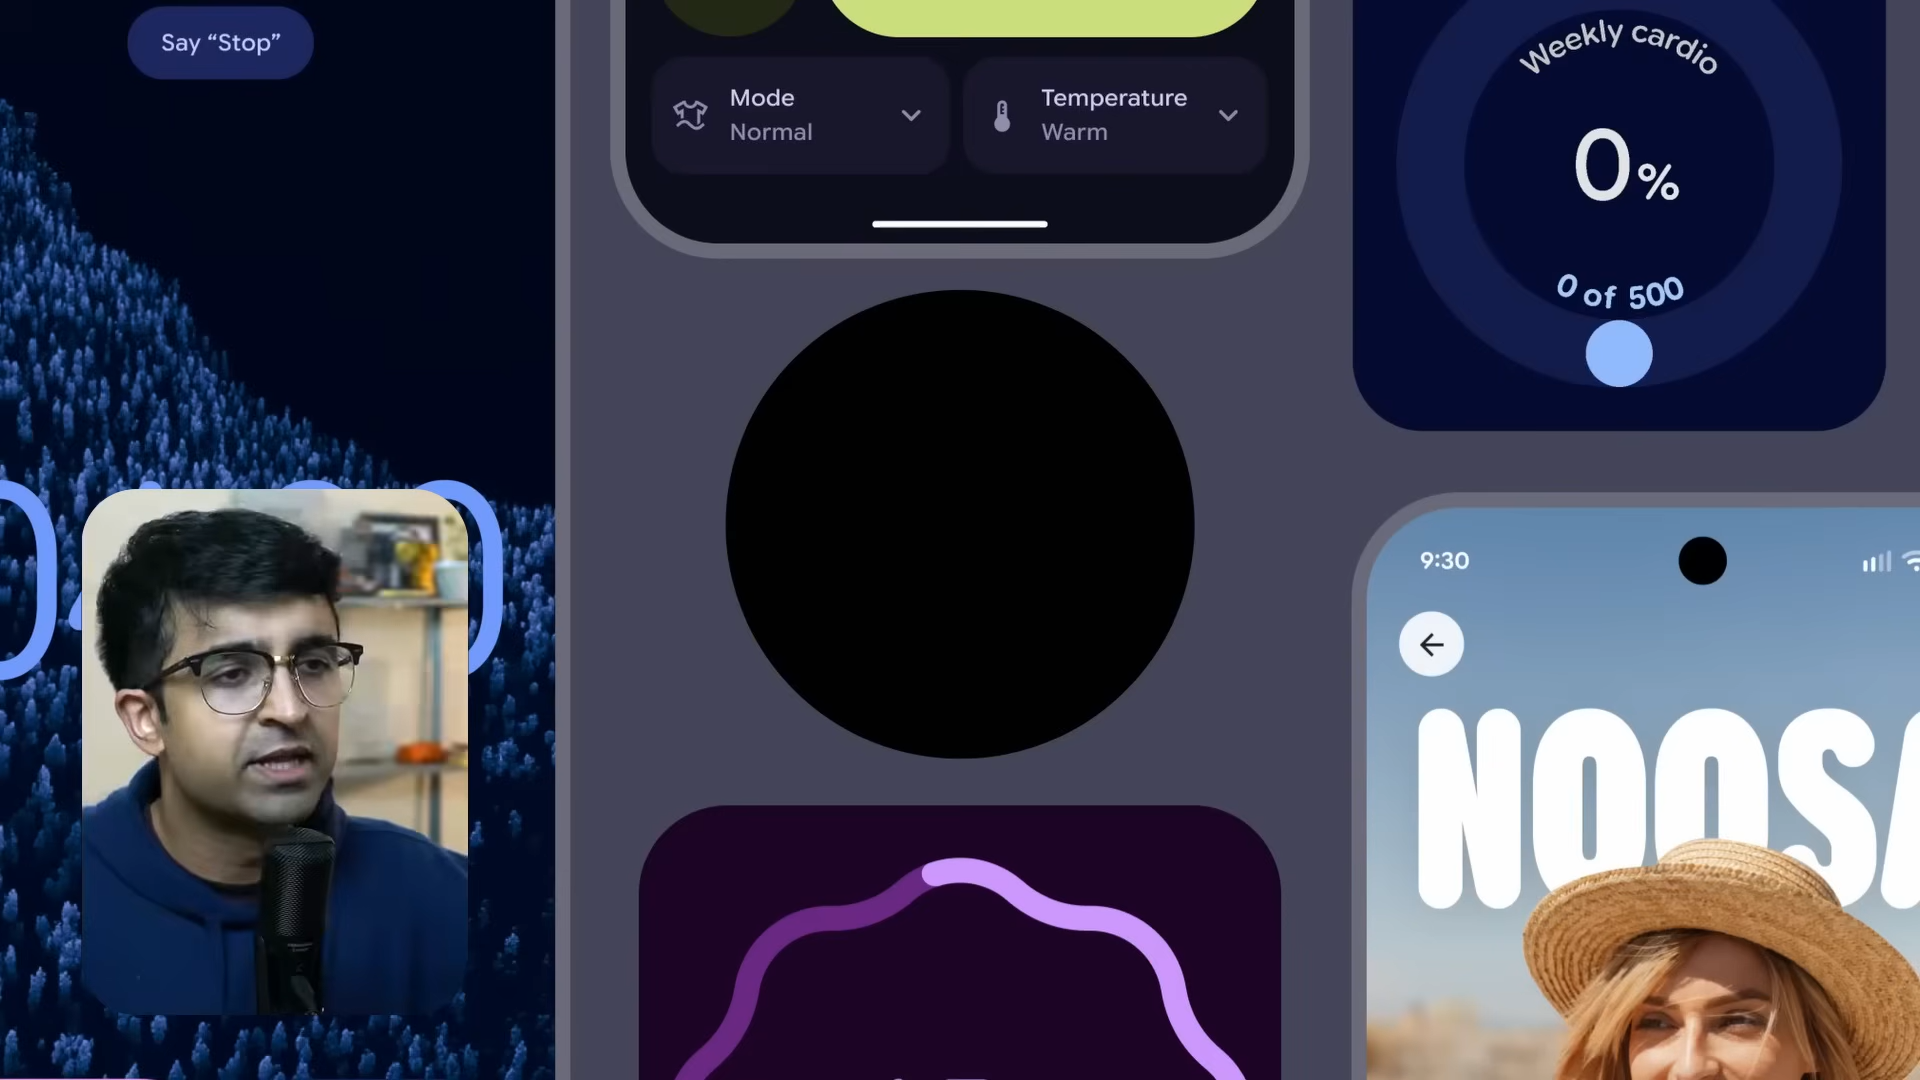 Say “Stop”
Mode
Normal
Temperature
Warm
Weekly cardio
0%
0 of 500
9:30
NOOSA